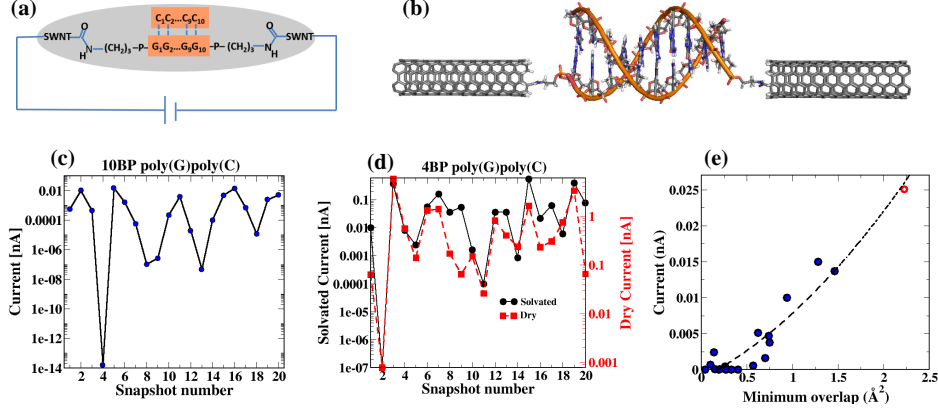 (a)
C₁C₂...C₉C₁₀
SWNT O O SWNT
N—(CH₂)₃—P—G₁G₂...G₉G₁₀—P—(CH₂)₃—N
H H
(b)
(c) 10BP poly(G)poly(C)
Current [nA]
0.01
0.0001
1e-06
1e-08
1e-10
1e-12
1e-14
2 4 6 8 10 12 14 16 18 20
Snapshot number
(d) 4BP poly(G)poly(C)
Solvated Current [nA]
0.1
0.01
0.001
0.0001
1e-05
1e-06
1e-07
Solvated
Dry
1
0.1
0.01
0.001
Dry Current [nA]
2 4 6 8 10 12 14 16 18 20
Snapshot number
(e)
Current (nA)
0.025
0.02
0.015
0.01
0.005
0.000
0 0.5 1 1.5 2 2.5
Minimum overlap (Å²)